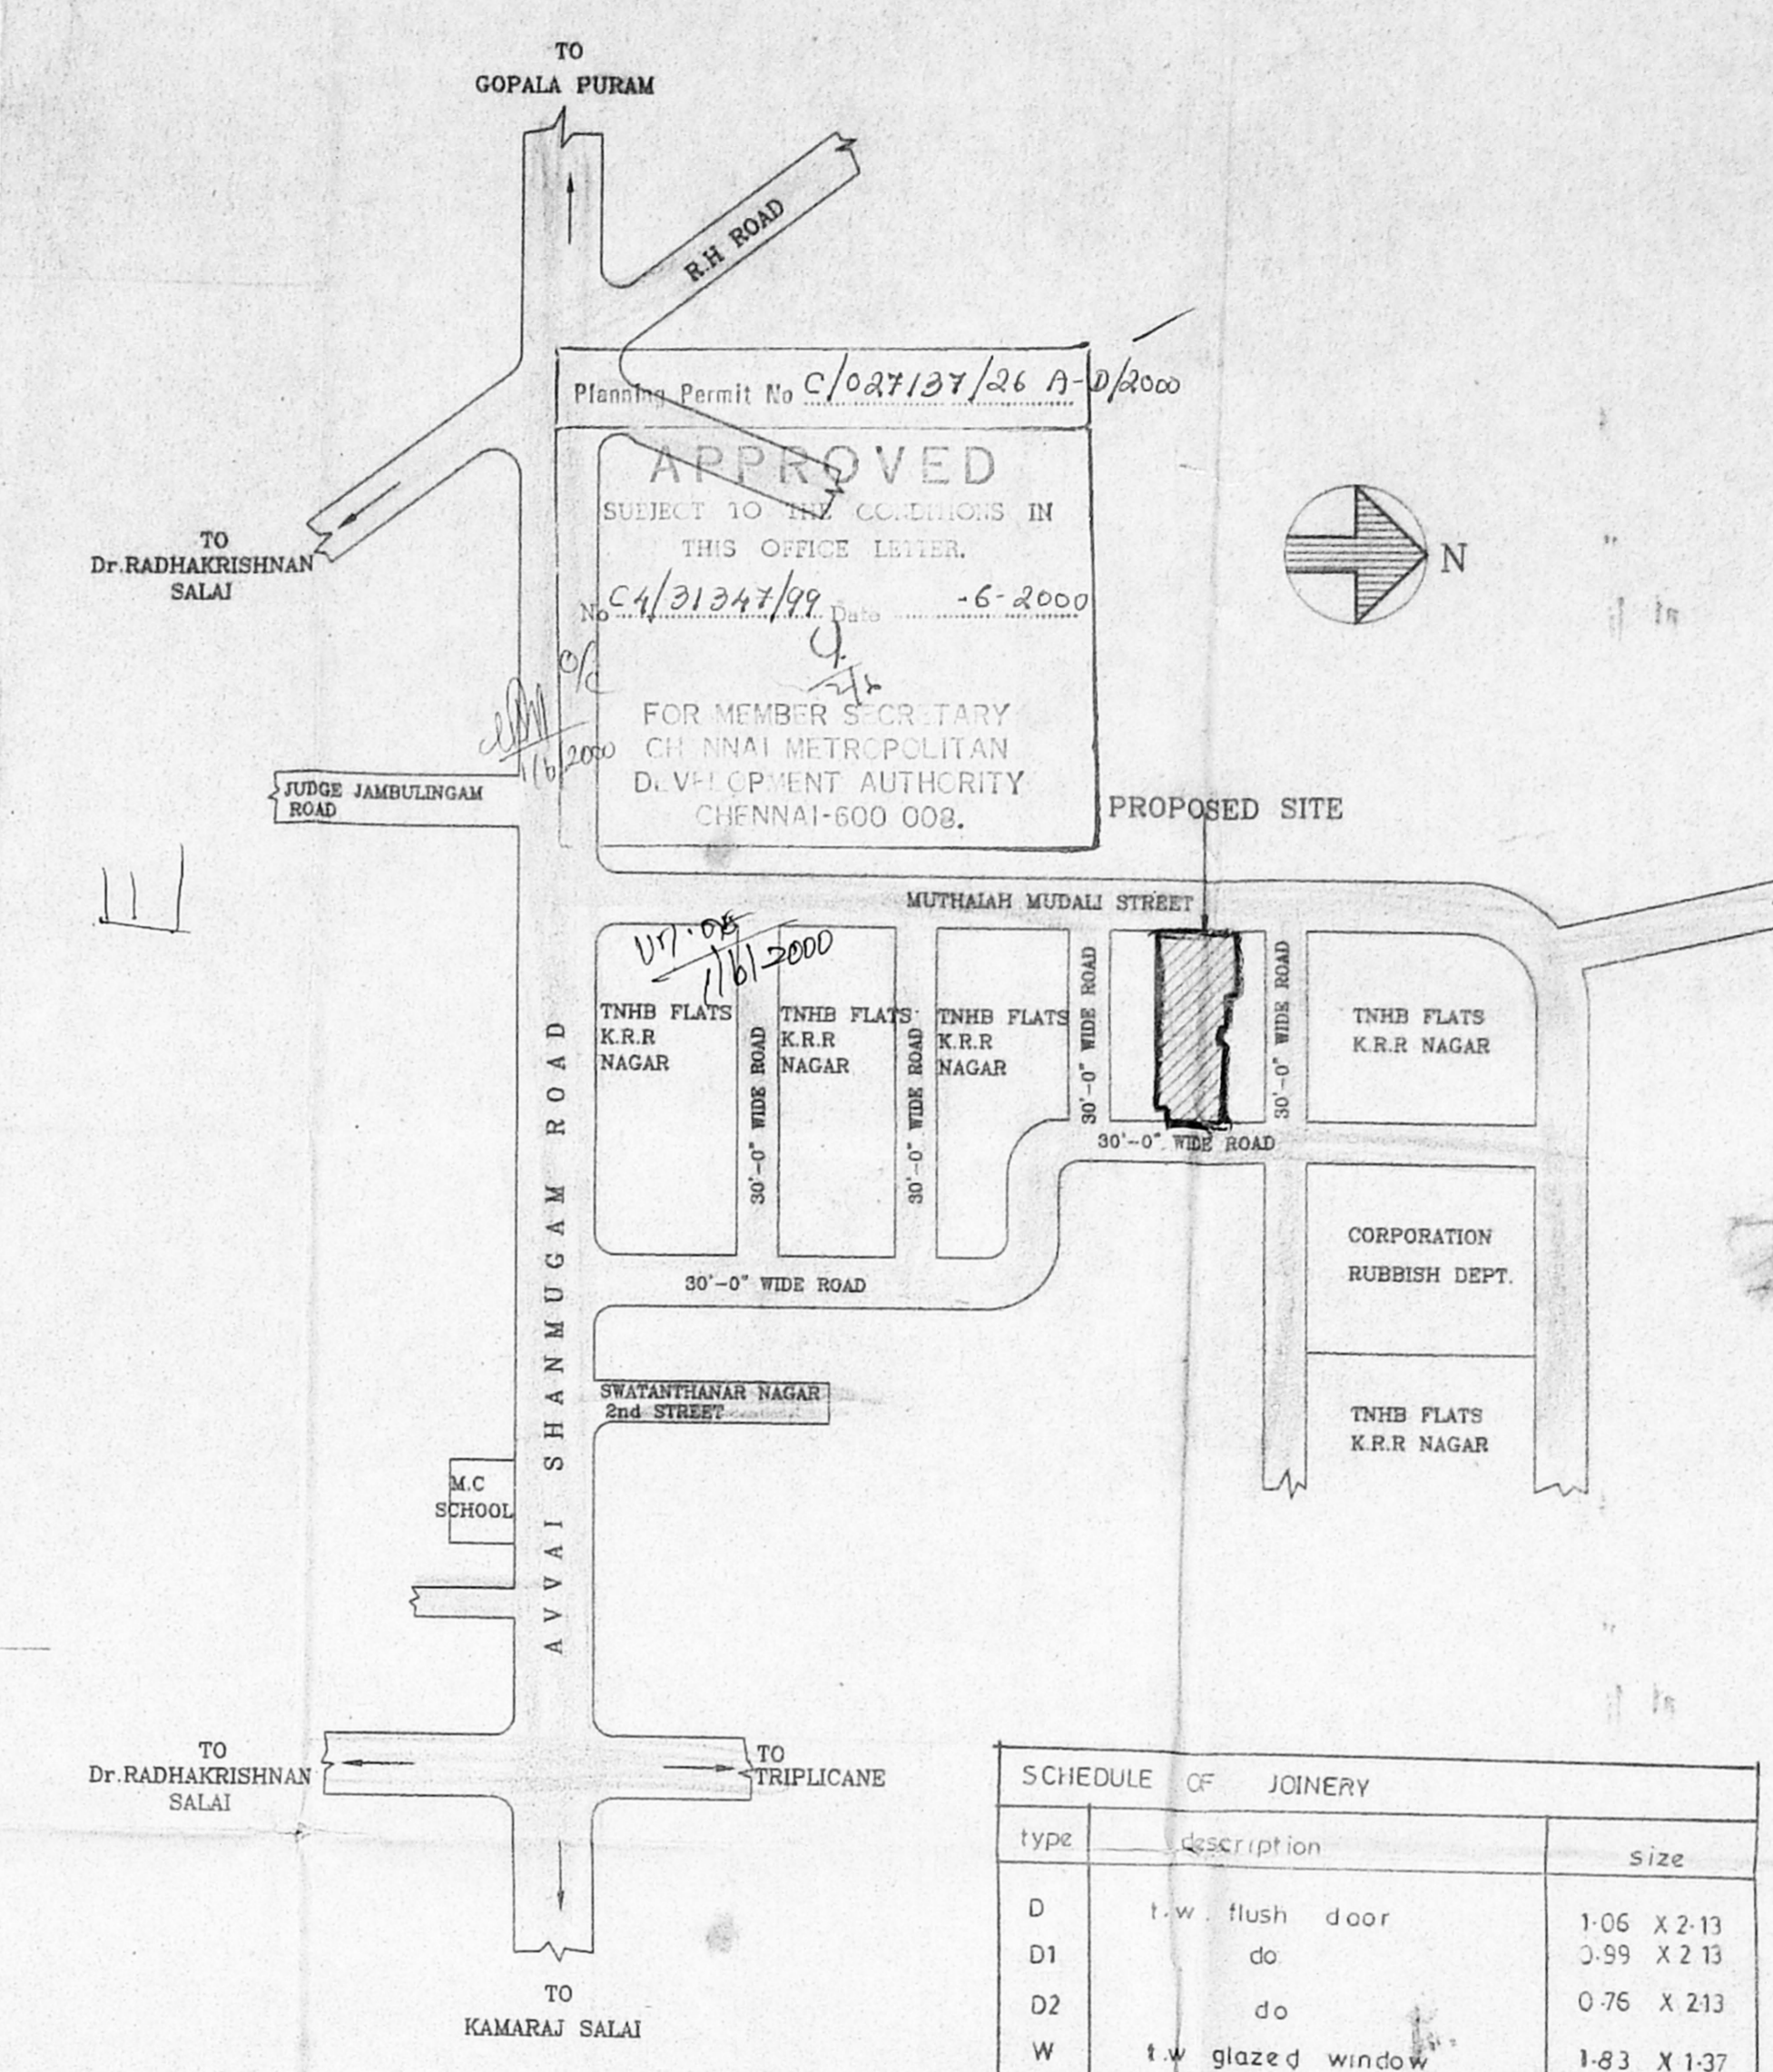 TO
GOPALA PURAM
R.H ROAD
Planning Permit No C/027137/26 A-D/2000
APPROVED
SUBJECT TO THE CONDITIONS IN
THIS OFFICE LETTER.
No C4/31347/99 Date -6-2000
O/C
1/6/2000
FOR MEMBER SECRETARY
CHENNAI METROPOLITAN
DEVELOPMENT AUTHORITY
CHENNAI-600 008.
N
TO
Dr.RADHAKRISHNAN
SALAI
JUDGE JAMBULINGAM
ROAD
PROPOSED SITE
MUTHAIAH MUDALI STREET
1/6/2000
TNHB FLATS
K.R.R
NAGAR
30'-0" WIDE ROAD
TNHB FLATS
K.R.R
NAGAR
30'-0" WIDE ROAD
TNHB FLATS
K.R.R
NAGAR
30'-0" WIDE ROAD
30'-0" WIDE ROAD
TNHB FLATS
K.R.R NAGAR
30'-0" WIDE ROAD
AVVAI SHANMUGAM ROAD
CORPORATION
RUBBISH DEPT.
30'-0" WIDE ROAD
SWATANTHANAR NAGAR
2nd STREET
TNHB FLATS
K.R.R NAGAR
M.C
SCHOOL
TO
Dr.RADHAKRISHNAN
SALAI
TO
TRIPLICANE
TO
KAMARAJ SALAI
SCHEDULE OF JOINERY
type description size
D t.w. flush door 1.06 X 2.13
D1 do 0.99 X 2.13
D2 do 0.76 X 2.13
W t.w glazed window 1.83 X 1.37